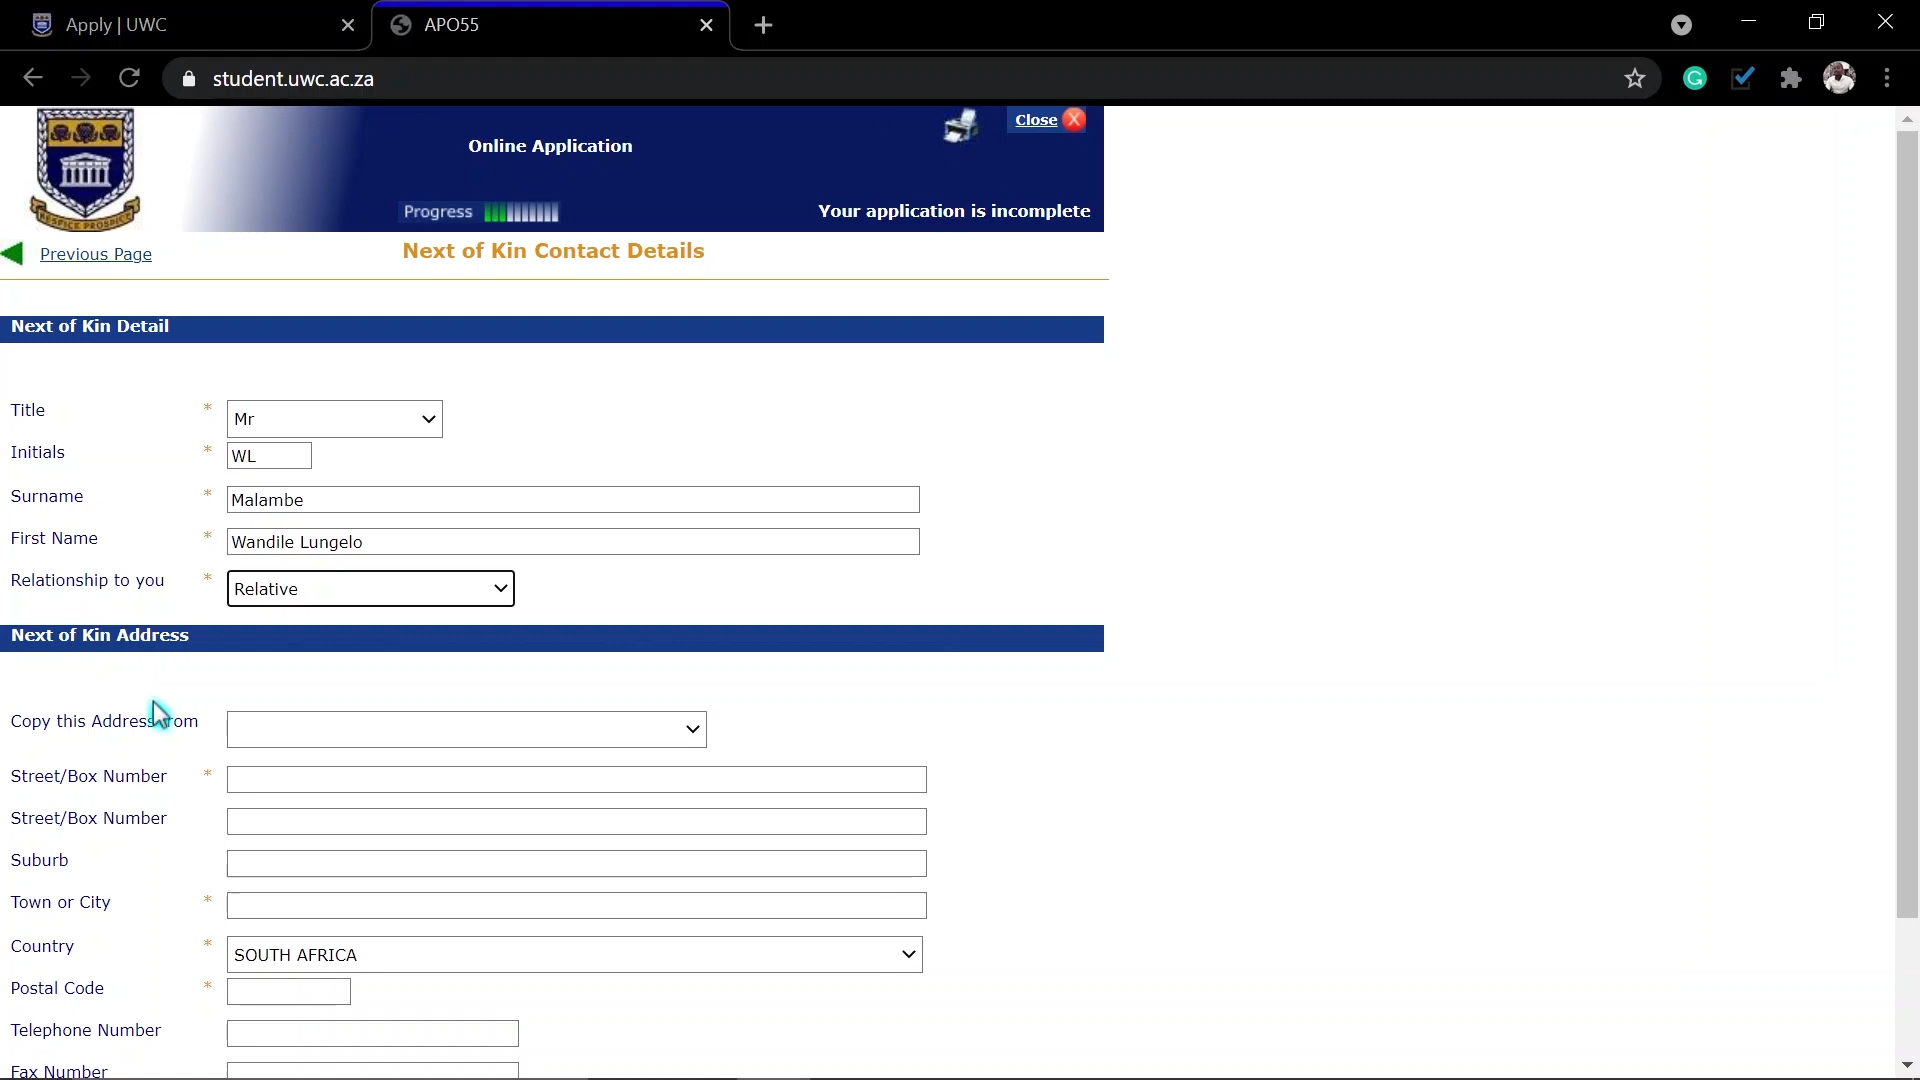 Apply | UWC
APO55
student.uwc.ac.za
Close
Online Application
Progress
Your application is incomplete
Previous Page
Next of Kin Contact Details
Next of Kin Detail
Title * Mr
Initials * WL
Surname * Malambe
First Name * Wandile Lungelo
Relationship to you * Relative
Next of Kin Address
Copy this Address rom
Street/Box Number *
Street/Box Number
Suburb
Town or City *
Country * SOUTH AFRICA
Postal Code *
Telephone Number
Fax Number